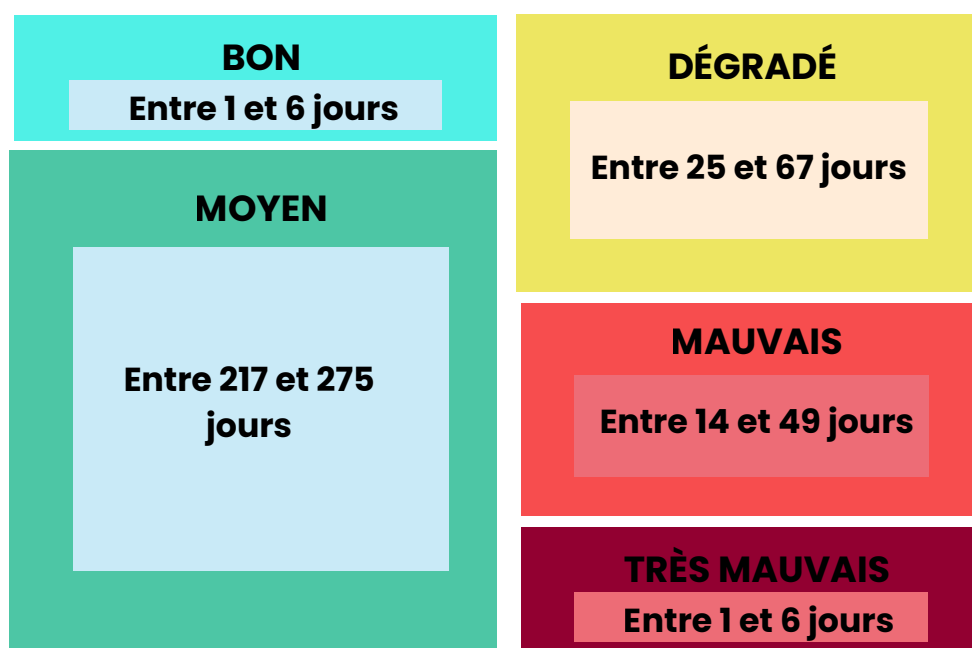 BON
Entre 1 et 6 jours
MOYEN
Entre 217 et 275
jours
DÉGRADÉ
Entre 25 et 67 jours
MAUVAIS
Entre 14 et 49 jours
TRÈS MAUVAIS
Entre 1 et 6 jours